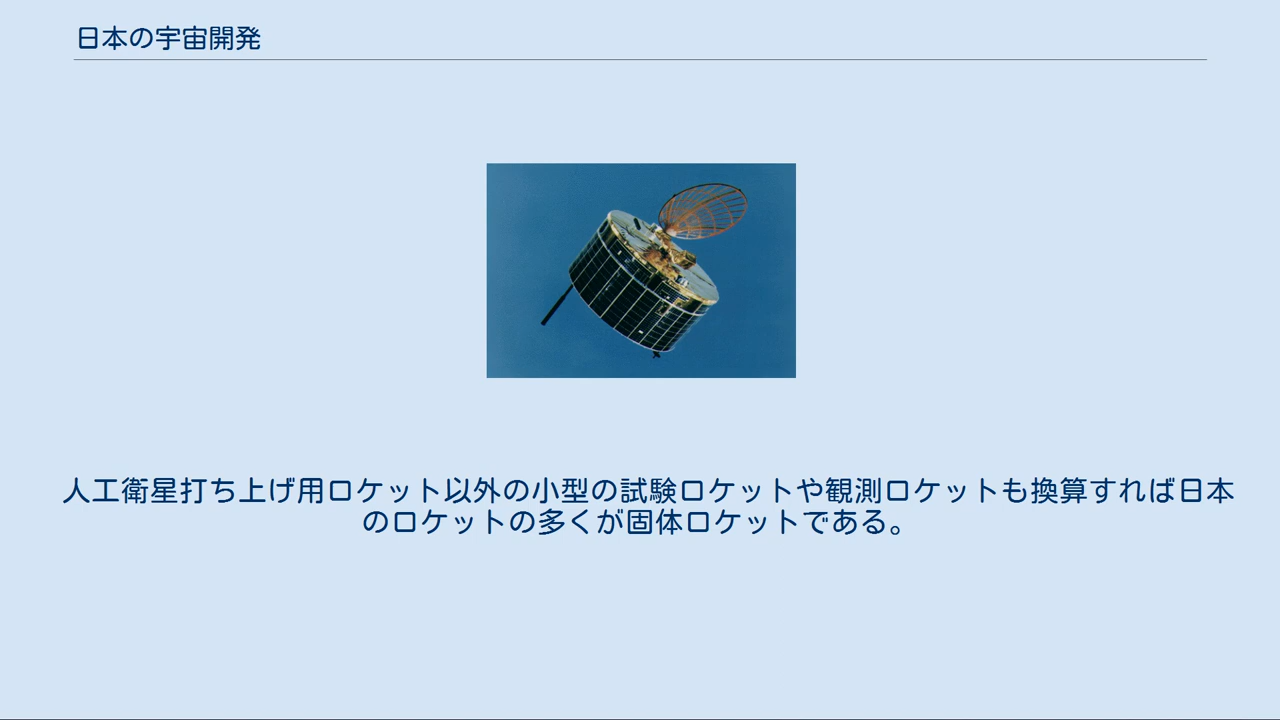 日本の宇宙開発
人工衛星打ち上げ用ロケット以外の小型の試験ロケットや観測ロケットも換算すれば日本
のロケットの多くが固体ロケットである。